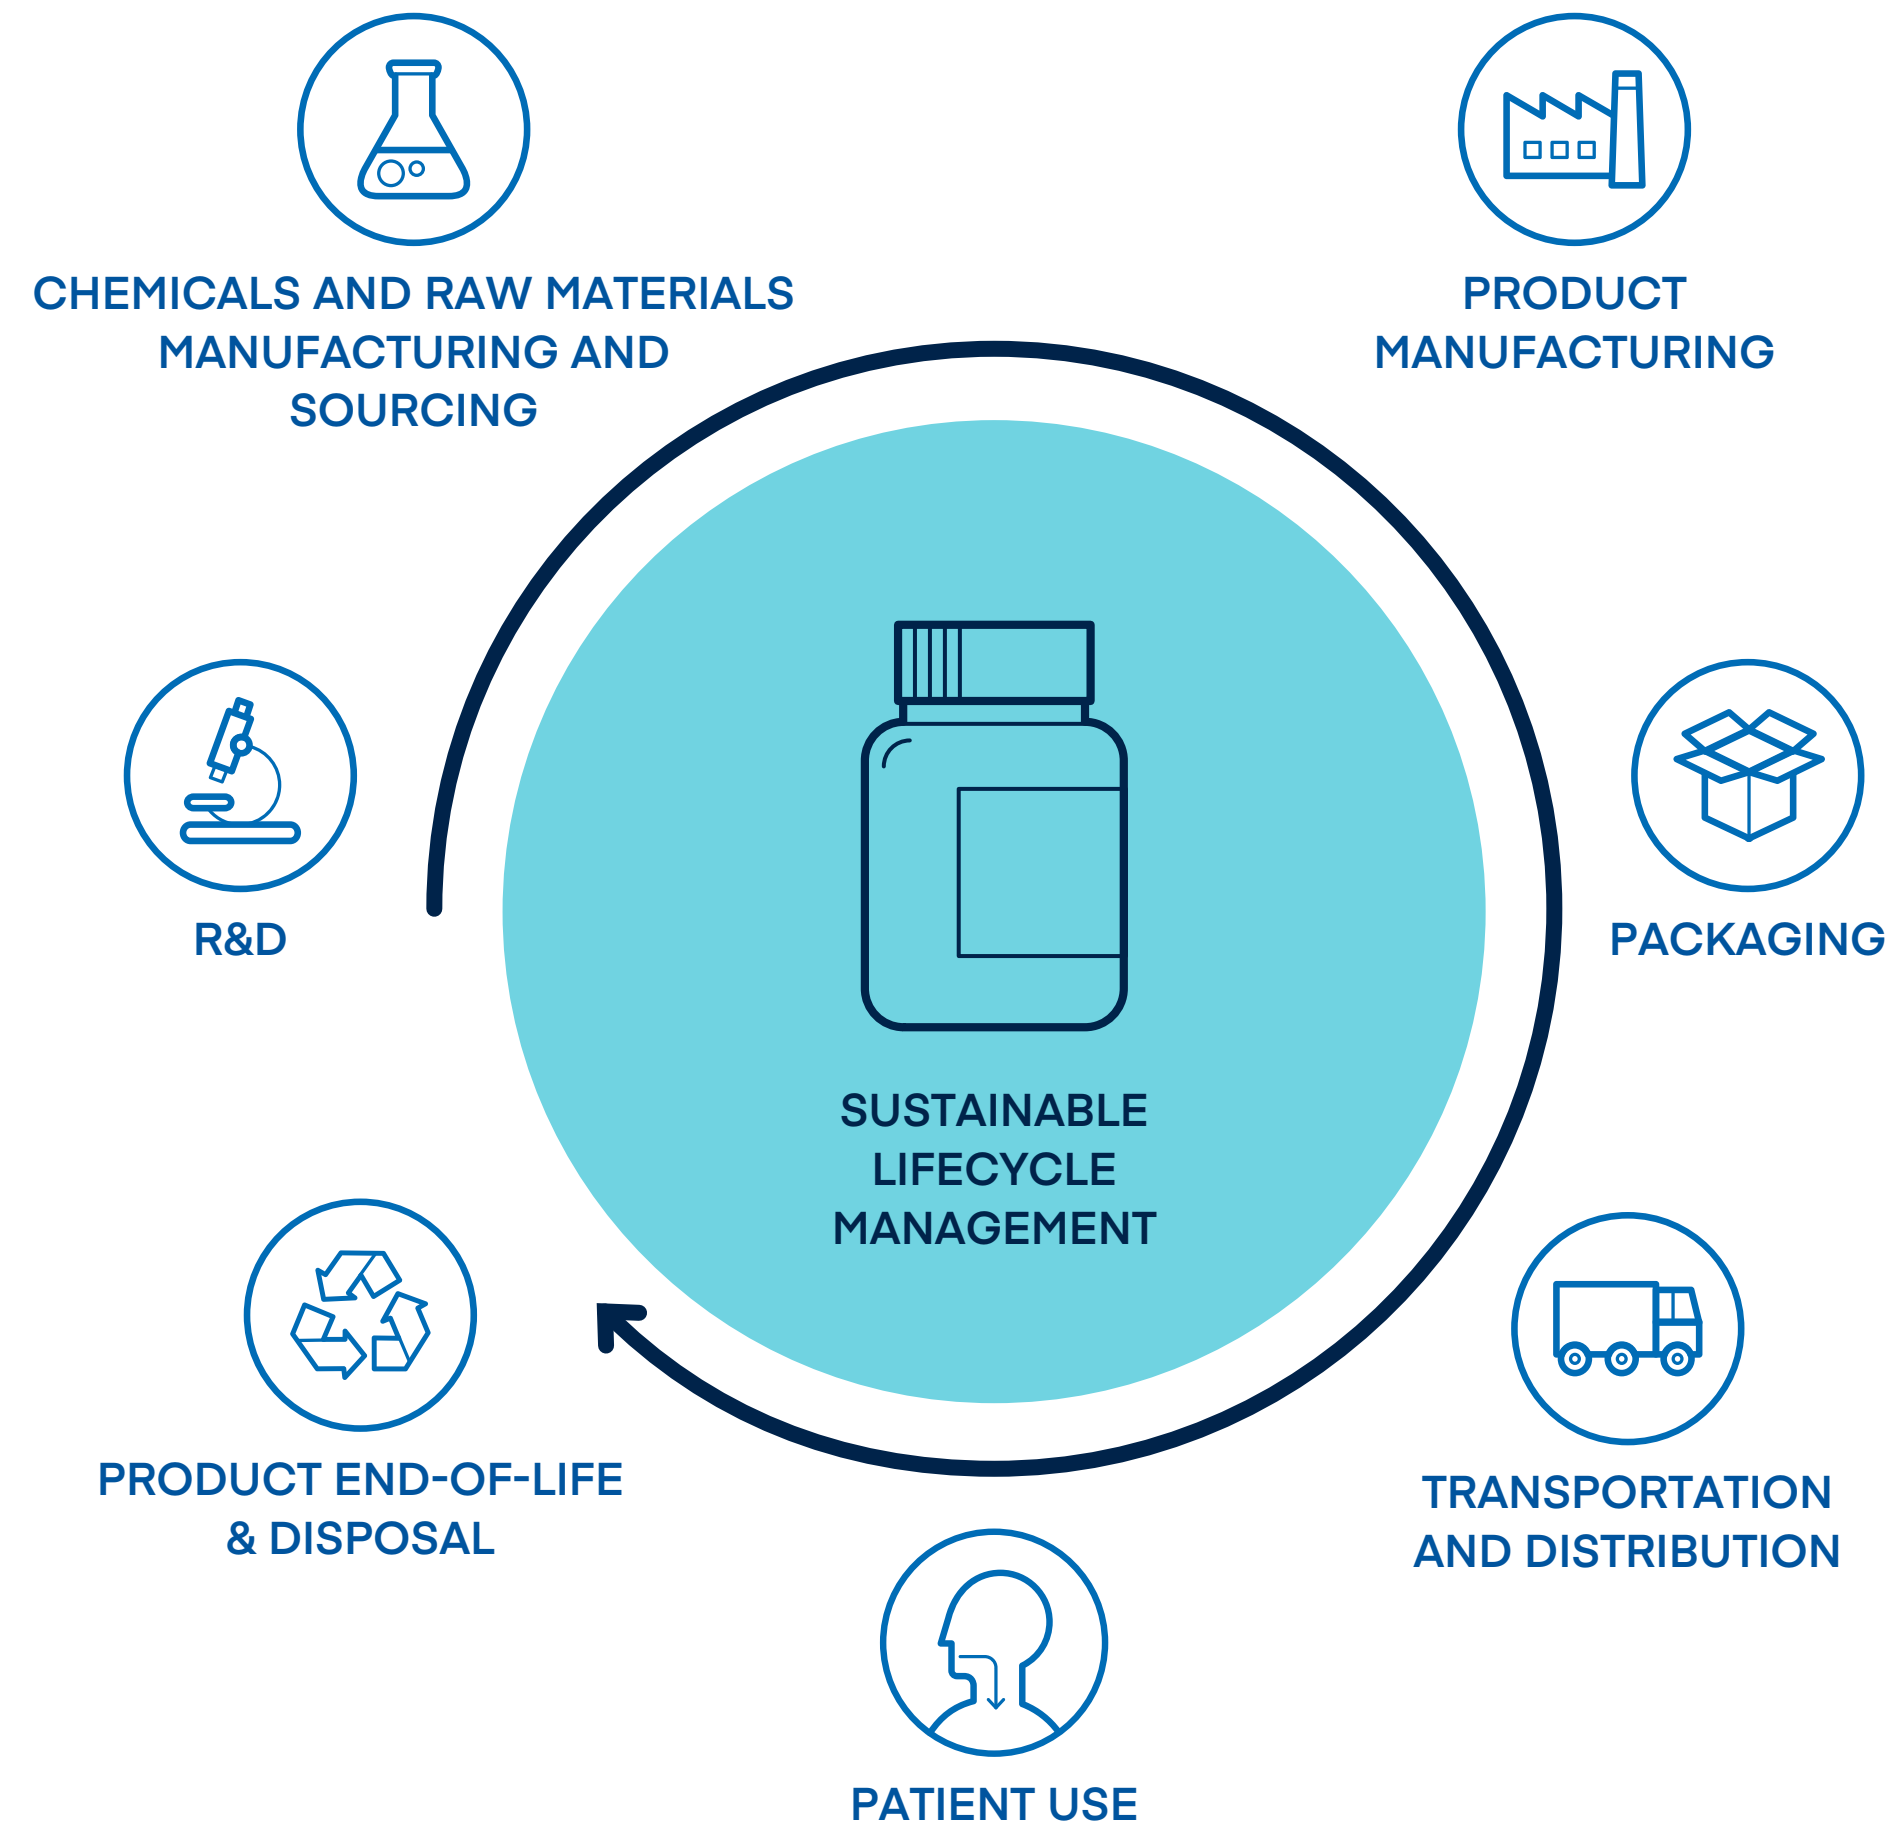 CHEMICALS AND RAW MATERIALS
MANUFACTURING AND
SOURCING
PRODUCT
MANUFACTURING
R&D
PACKAGING
SUSTAINABLE
LIFECYCLE
MANAGEMENT
PRODUCT END-OF-LIFE
& DISPOSAL
TRANSPORTATION
AND DISTRIBUTION
PATIENT USE